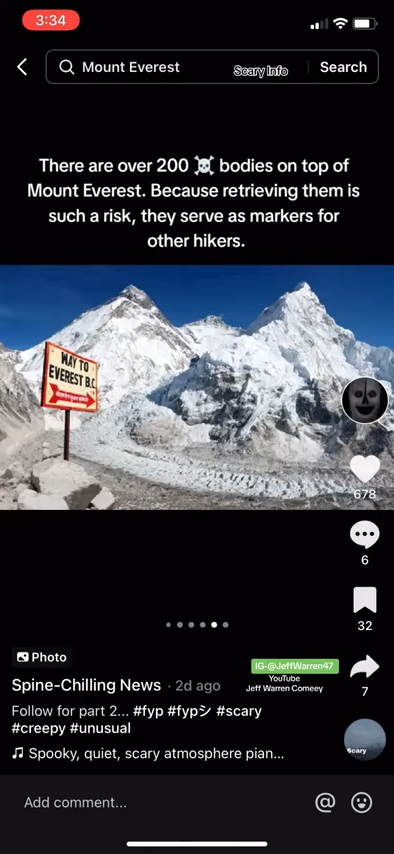 3:34
Mount Everest
Scary Info
Search
There are over 200 ☠️ bodies on top of
Mount Everest. Because retrieving them is
such a risk, they serve as markers for
other hikers.
WAY TO
EVEREST B.C.
678
6
32
Photo
IG-@JeffWarren47
YouTube
Jeff Warren Comeey
7
Spine-Chilling News · 2d ago
Follow for part 2... #fyp #fypシ #scary
#creepy #unusual
Scary
♫ Spooky, quiet, scary atmosphere pian...
Add comment...
@